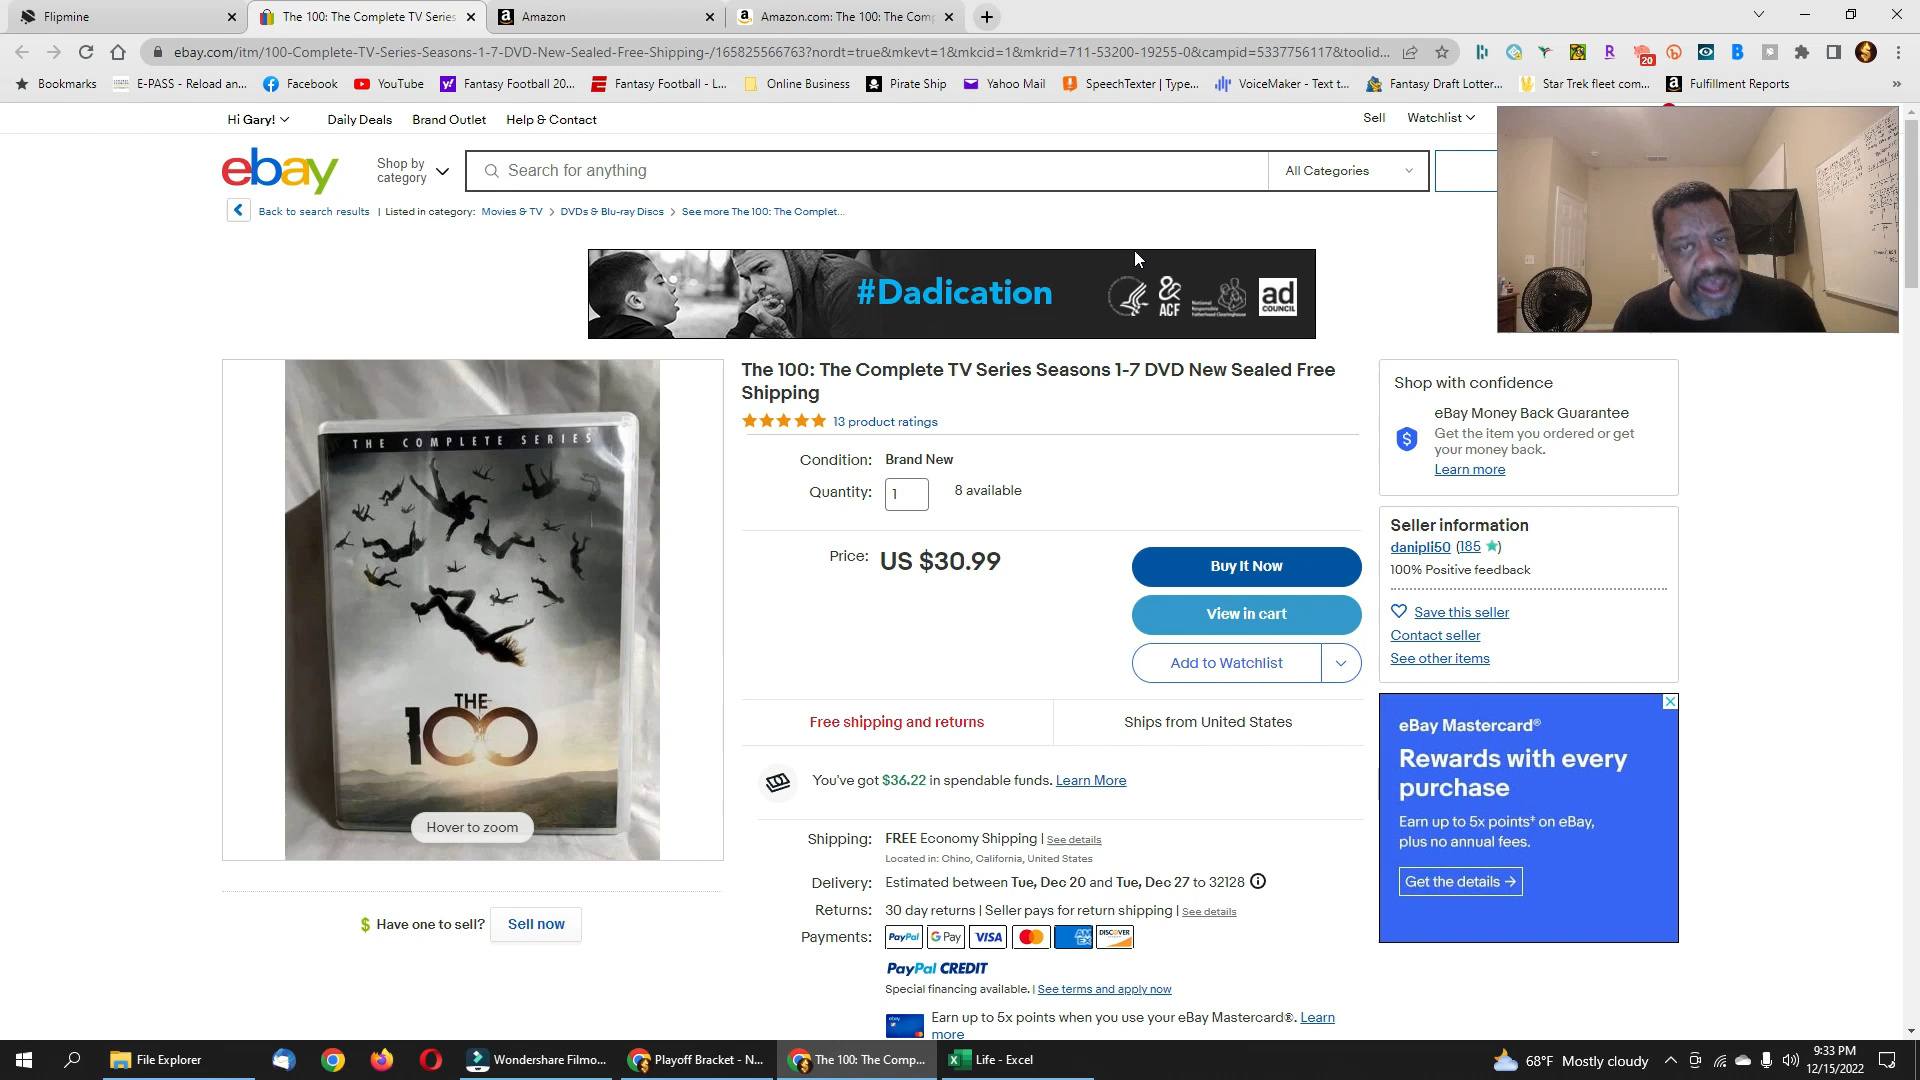 Flipmine
The 100: The Complete TV Series
Amazon
Amazon.com: The 100: The Comp
ebay.com/itm/100-Complete-TV-Series-Seasons-1-7-DVD-New-Sealed-Free-Shipping-/165825566763?nordt=true&mkevt=1&mkcid=1&mkrid=711-53200-19255-0&campid=5337756117&toolid...
20
Bookmarks
E-PASS - Reload an...
Facebook
YouTube
Fantasy Football 20...
Fantasy Football - L...
Online Business
Pirate Ship
Yahoo Mail
SpeechTexter | Type...
VoiceMaker - Text t...
Fantasy Draft Lotter...
Star Trek fleet com...
Fulfillment Reports
Hi Gary!
Daily Deals
Brand Outlet
Help & Contact
Sell
Watchlist
ebay
Shop by
category
Search for anything
All Categories
Back to search results | Listed in category: Movies & TV > DVDs & Blu-ray Discs > See more The 100: The Complet...
#Dadication
ACF
National Responsible Fatherhood Clearinghouse
ad
COUNCIL
THE COMPLETE SERIES
THE
100
Hover to zoom
Have one to sell?
Sell now
The 100: The Complete TV Series Seasons 1-7 DVD New Sealed Free
Shipping
13 product ratings
Condition: Brand New
Quantity: 1 8 available
Price: US $30.99
Buy It Now
View in cart
Add to Watchlist
Free shipping and returns
Ships from United States
You've got $36.22 in spendable funds. Learn More
Shipping: FREE Economy Shipping | See details
Located in: Chino, California, United States
Delivery: Estimated between Tue, Dec 20 and Tue, Dec 27 to 32128
Returns: 30 day returns | Seller pays for return shipping | See details
Payments: PayPal G Pay VISA AMEX DISCOVER
PayPal CREDIT
Special financing available. | See terms and apply now
Earn up to 5x points when you use your eBay Mastercard®. Learn
more
Shop with confidence
eBay Money Back Guarantee
Get the item you ordered or get
your money back.
Learn more
Seller information
danipli50 (185)
100% Positive feedback
Save this seller
Contact seller
See other items
eBay Mastercard®
Rewards with every
purchase
Earn up to 5x points‡ on eBay,
plus no annual fees.
Get the details →
File Explorer
Wondershare Filmo...
Playoff Bracket - N...
The 100: The Comp...
Life - Excel
68°F Mostly cloudy
9:33 PM
12/15/2022